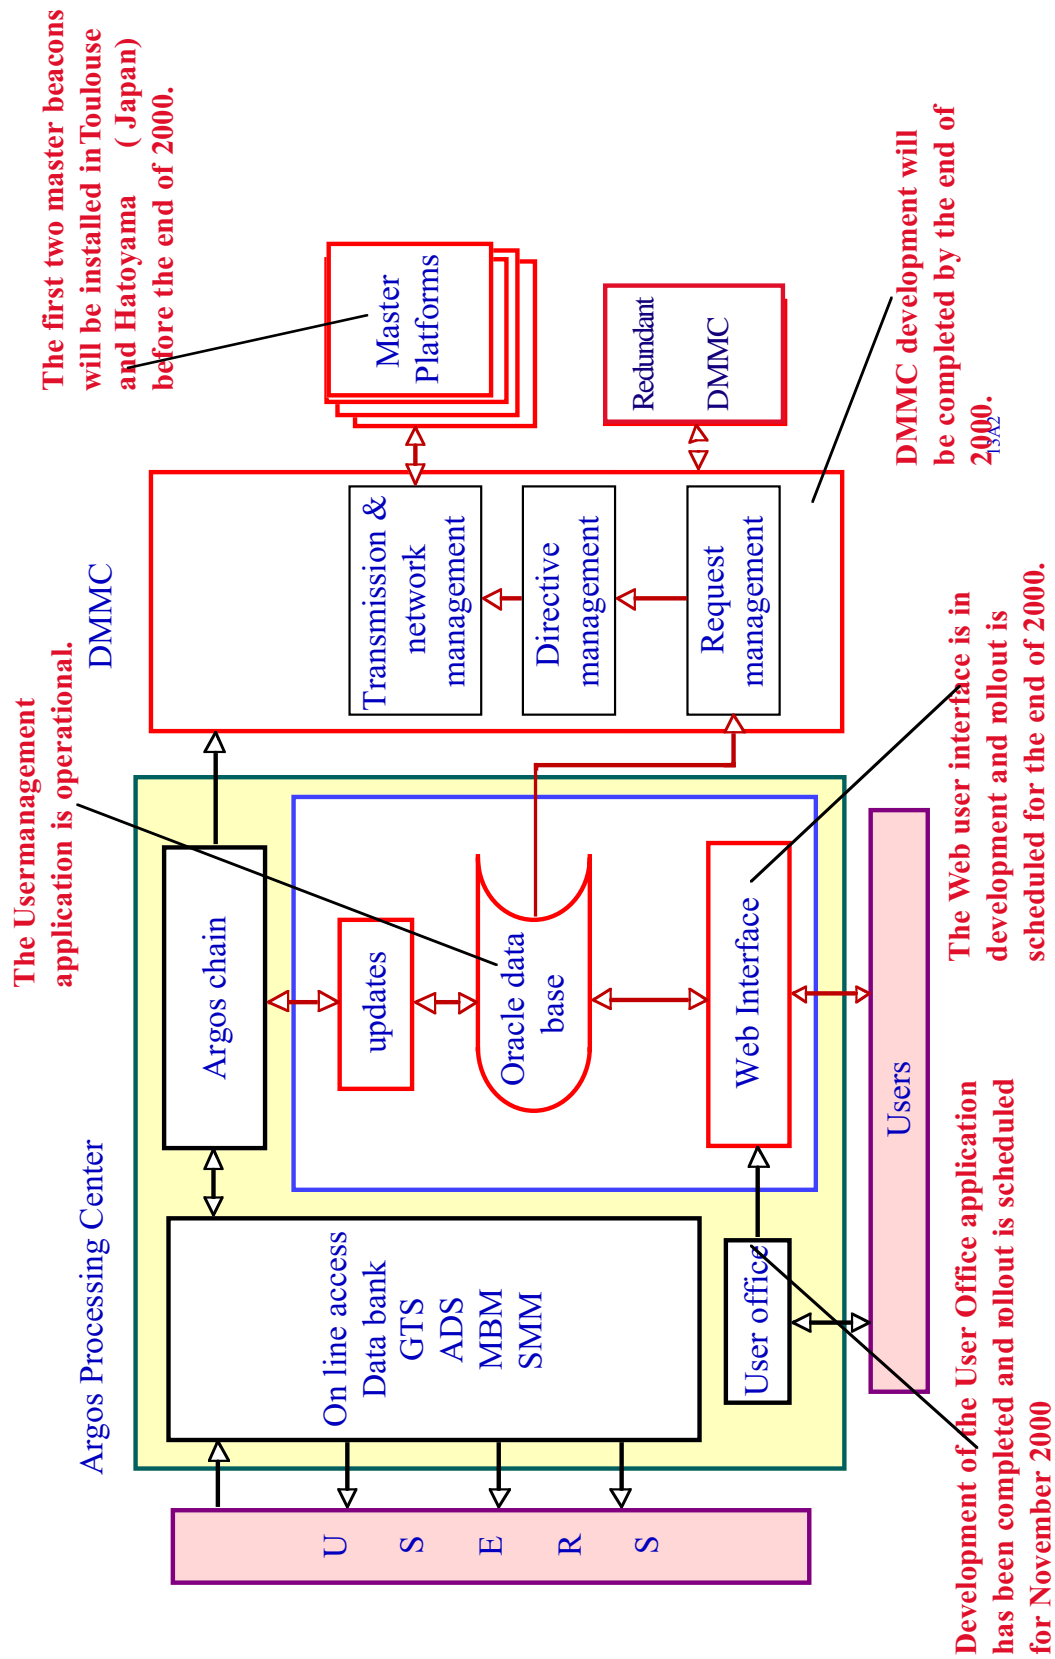 The first two master beacons
will be installed in Toulouse
and Hatoyama ( Japan)
before the end of 2000.
The Usermanagement
application is operational.
Argos Processing Center
DMMC
USERS
On line access
Data bank
GTS
ADS
MBM
SMM
Argos chain
updates
Oracle data
base
Web Interface
User office
Users
Transmission &
network
management
Directive
management
Request
management
Master
Platforms
Redundant
DMMC
DMMC development will
be completed by the end of
2000.
13A2
The Web user interface is in
development and rollout is
scheduled for the end of 2000.
Development of the User Office application
has been completed and rollout is scheduled
for November 2000